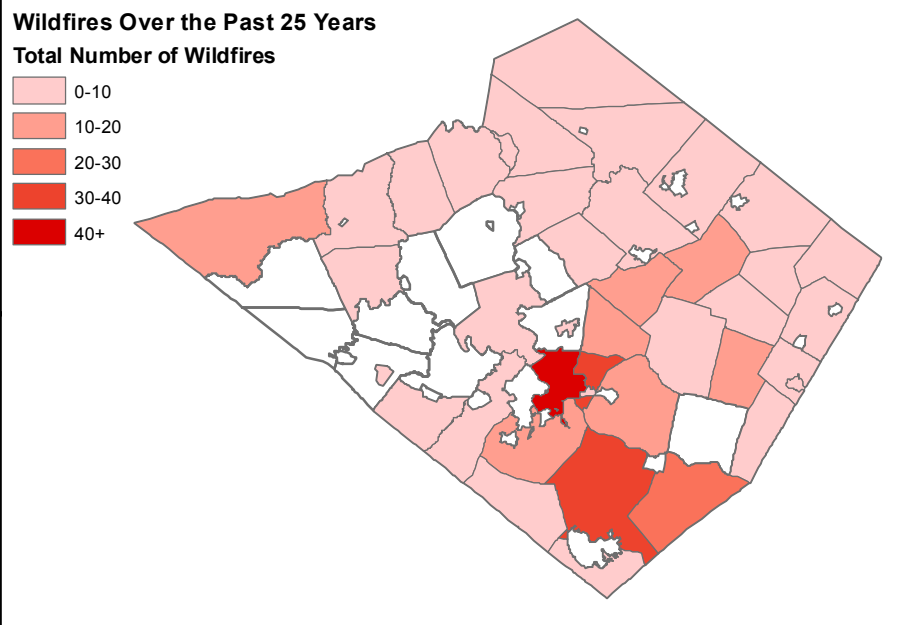 Wildfires Over the Past 25 Years
Total Number of Wildfires
0-10
10-20
20-30
30-40
40+